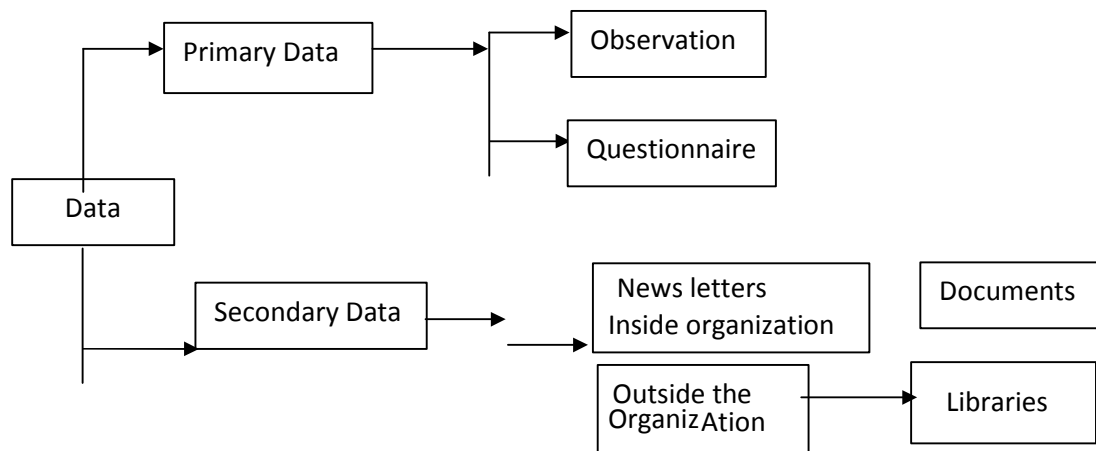 Observation
Primary Data
Questionnaire
Data
News letters
Inside organization
Documents
Secondary Data
Outside the
OrganizAtion
Libraries